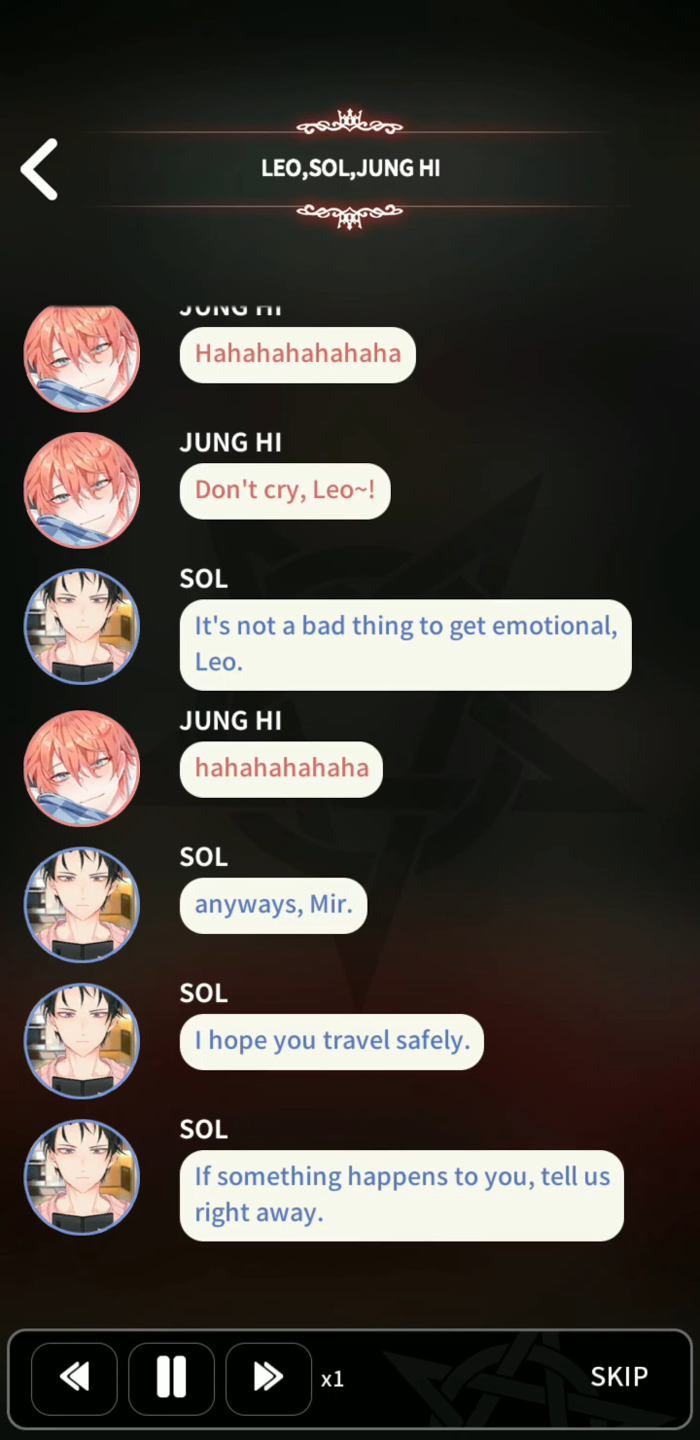 LEO,SOL,JUNG HI
JUNG HI
Hahahahahahaha
JUNG HI
Don't cry, Leo~!
SOL
It's not a bad thing to get emotional,
Leo.
JUNG HI
hahahahahaha
SOL
anyways, Mir.
SOL
I hope you travel safely.
SOL
If something happens to you, tell us
right away.
x1
SKIP